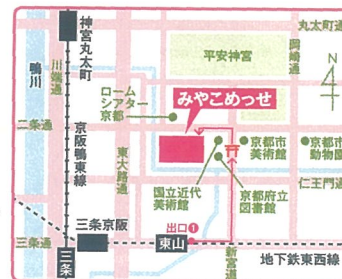 神宮丸太町
丸太町通
鴨川
川端通
平安神宮
岡崎通
N
4
ロームシアター京都
みやこめっせ
二条通
京阪鴨東線
東大路通
京都市美術館
京都市動物園
国立近代美術館
京都府立図書館
仁王門通
三条京阪
出口1
三条通
三条
東山
神宮道
地下鉄東西線